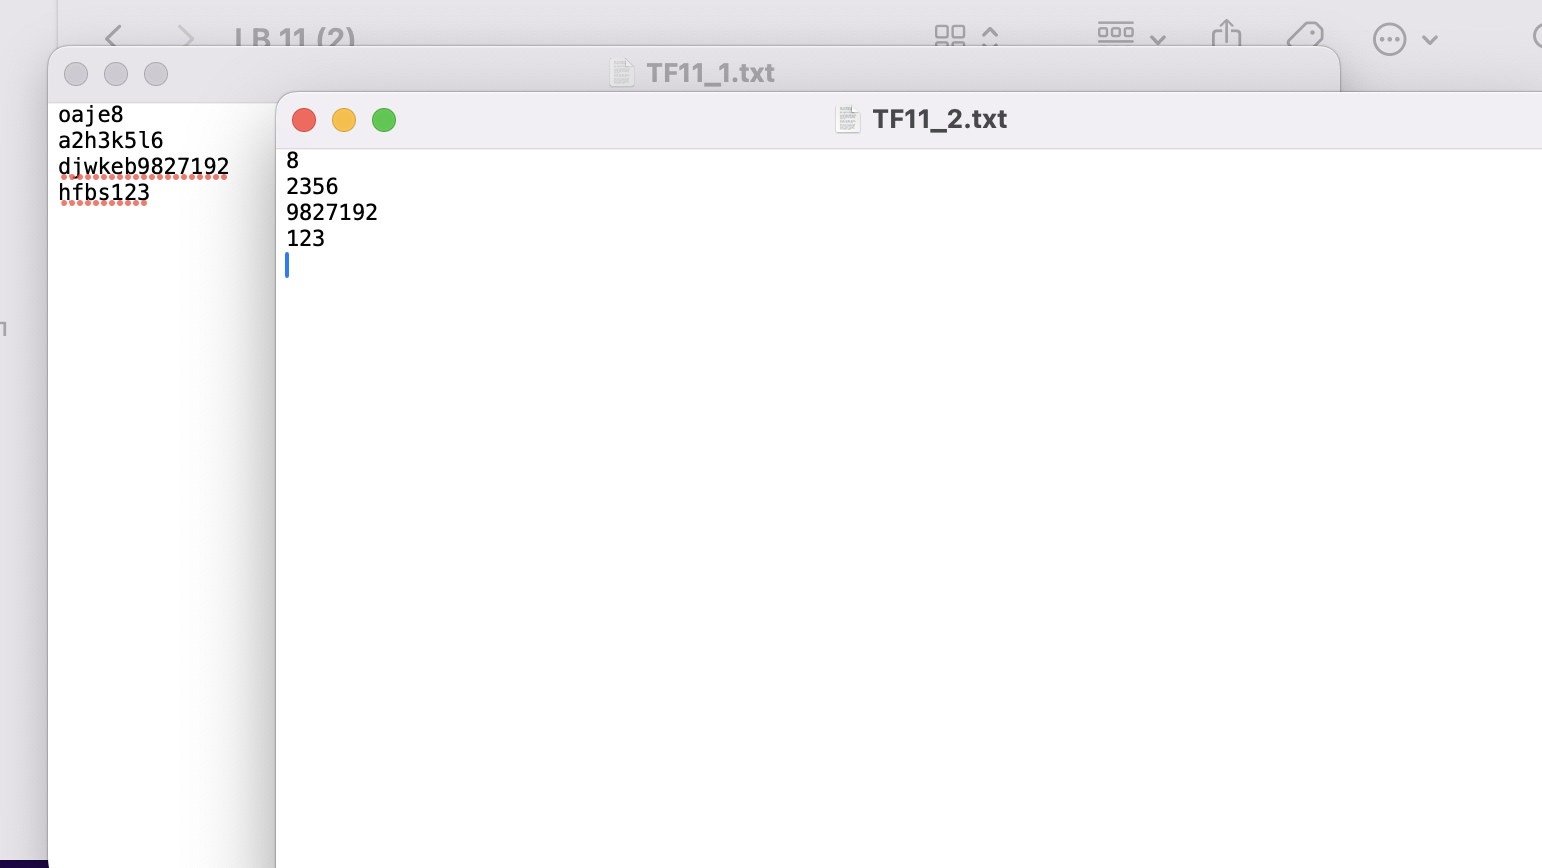 LB 11 (2)
TF11_1.txt
oaje8
a2h3k5l6
djwkeb9827192
hfbs123
TF11_2.txt
8
2356
9827192
123